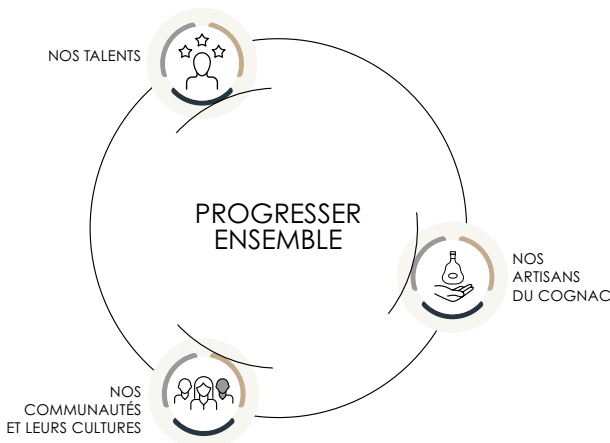 NOS TALENTS
PROGRESSER
ENSEMBLE
NOS
ARTISANS
DU COGNAC
NOS
COMMUNAUTÉS
ET LEURS CULTURES